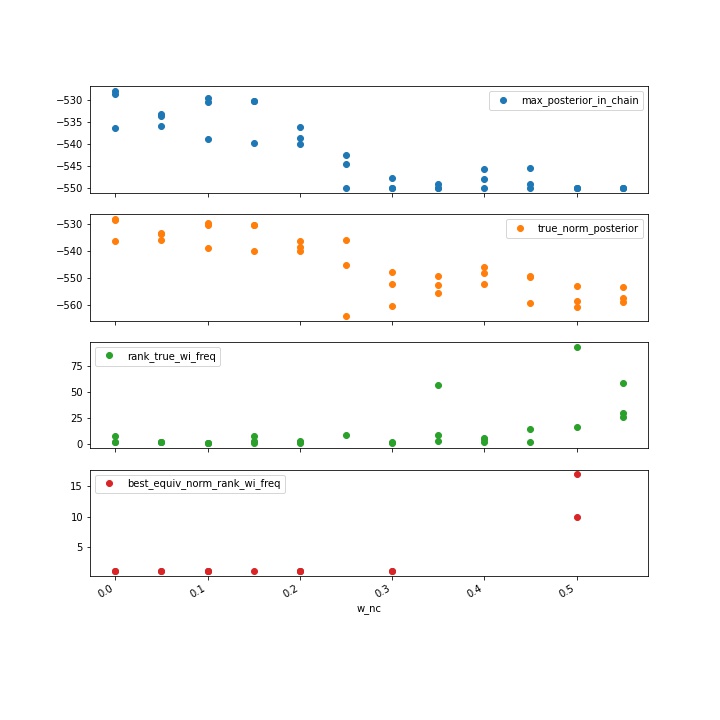 −530
−535
−540
−545
−550
max_posterior_in_chain
−530
−540
−550
−560
true_norm_posterior
75
50
25
0
rank_true_wi_freq
15
10
5
best_equiv_norm_rank_wi_freq
0.0 0.1 0.2 0.3 0.4 0.5
w_nc